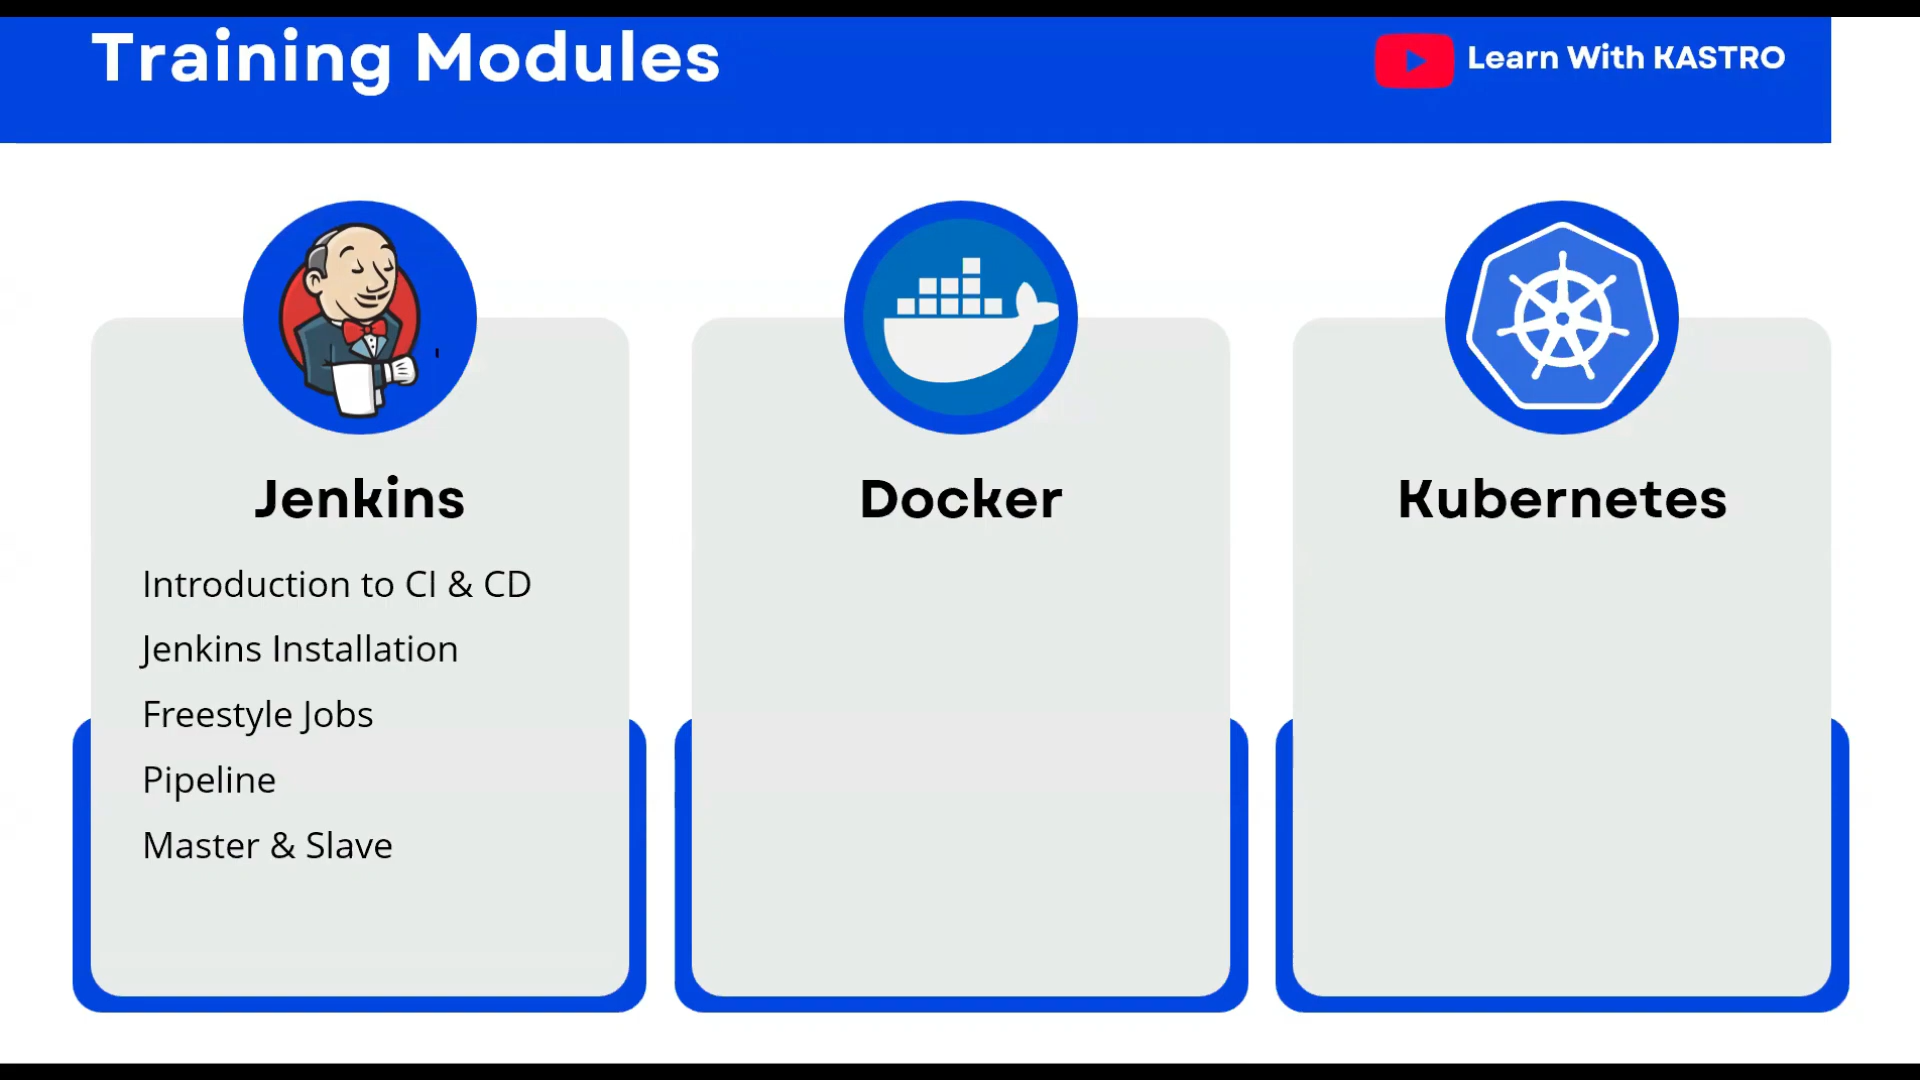 Training Modules
Learn With KASTRO
Jenkins
Introduction to CI & CD
Jenkins Installation
Freestyle Jobs
Pipeline
Master & Slave
Docker
Kubernetes